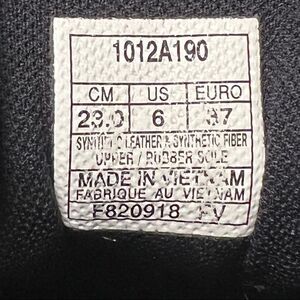 1012A190
CM US EURO
23.0 6 37
SYNTHETIC LEATHER & SYNTHETIC FIBER
UPPER / RUBBER SOLE
MADE IN VIETNAM
FABRIQUE AU VIETNAM
F820918 FV